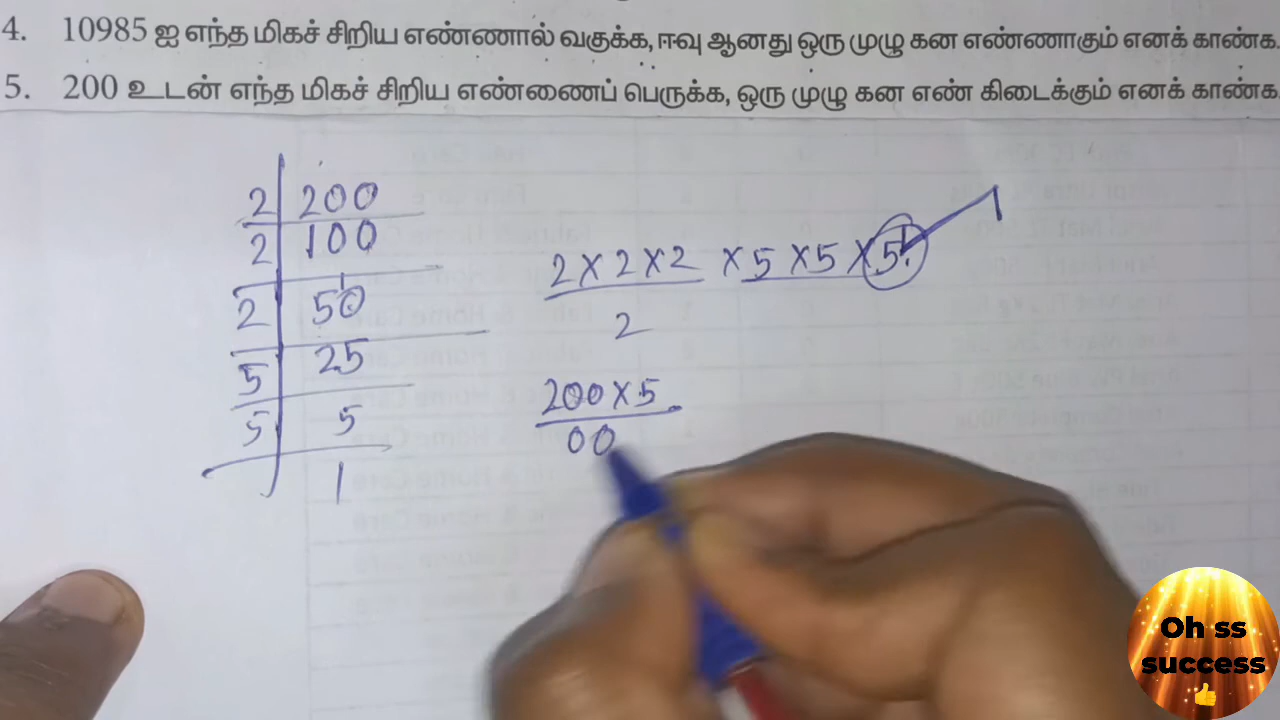 4. 10985 ஐ எந்த மிகச் சிறிய எண்ணால் வகுக்க, ஈவு ஆனது ஒரு முழு கன எண்ணாகும் எனக் காண்க.
5. 200 உடன் எந்த மிகச் சிறிய எண்ணைப் பெருக்க, ஒரு முழு கன எண் கிடைக்கும் எனக் காண்க
2 200
2 100
2 50
5 25
5 5
1
2 × 2 × 2 × 5 × 5 × 5
2
200 × 5
00
Oh ss
success